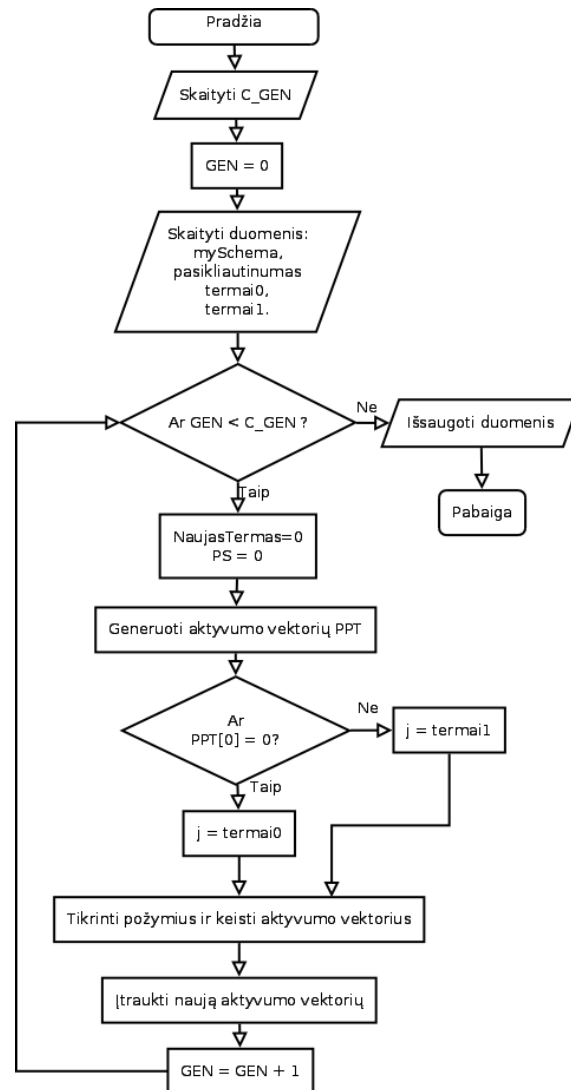 Pradžia
Skaityti C_GEN
GEN = 0
Skaityti duomenis:
mySchema,
pasikliautinumas
termai0,
termai1.
Ar GEN < C_GEN ?
Ne
Išsaugoti duomenis
Pabaiga
Taip
NaujasTermas=0
PS = 0
Generuoti aktyvumo vektorių PPT
Ar
PPT[0] = 0?
Ne
j = termai1
Taip
j = termai0
Tikrinti požymius ir keisti aktyvumo vektorius
Įtraukti naują aktyvumo vektorių
GEN = GEN + 1